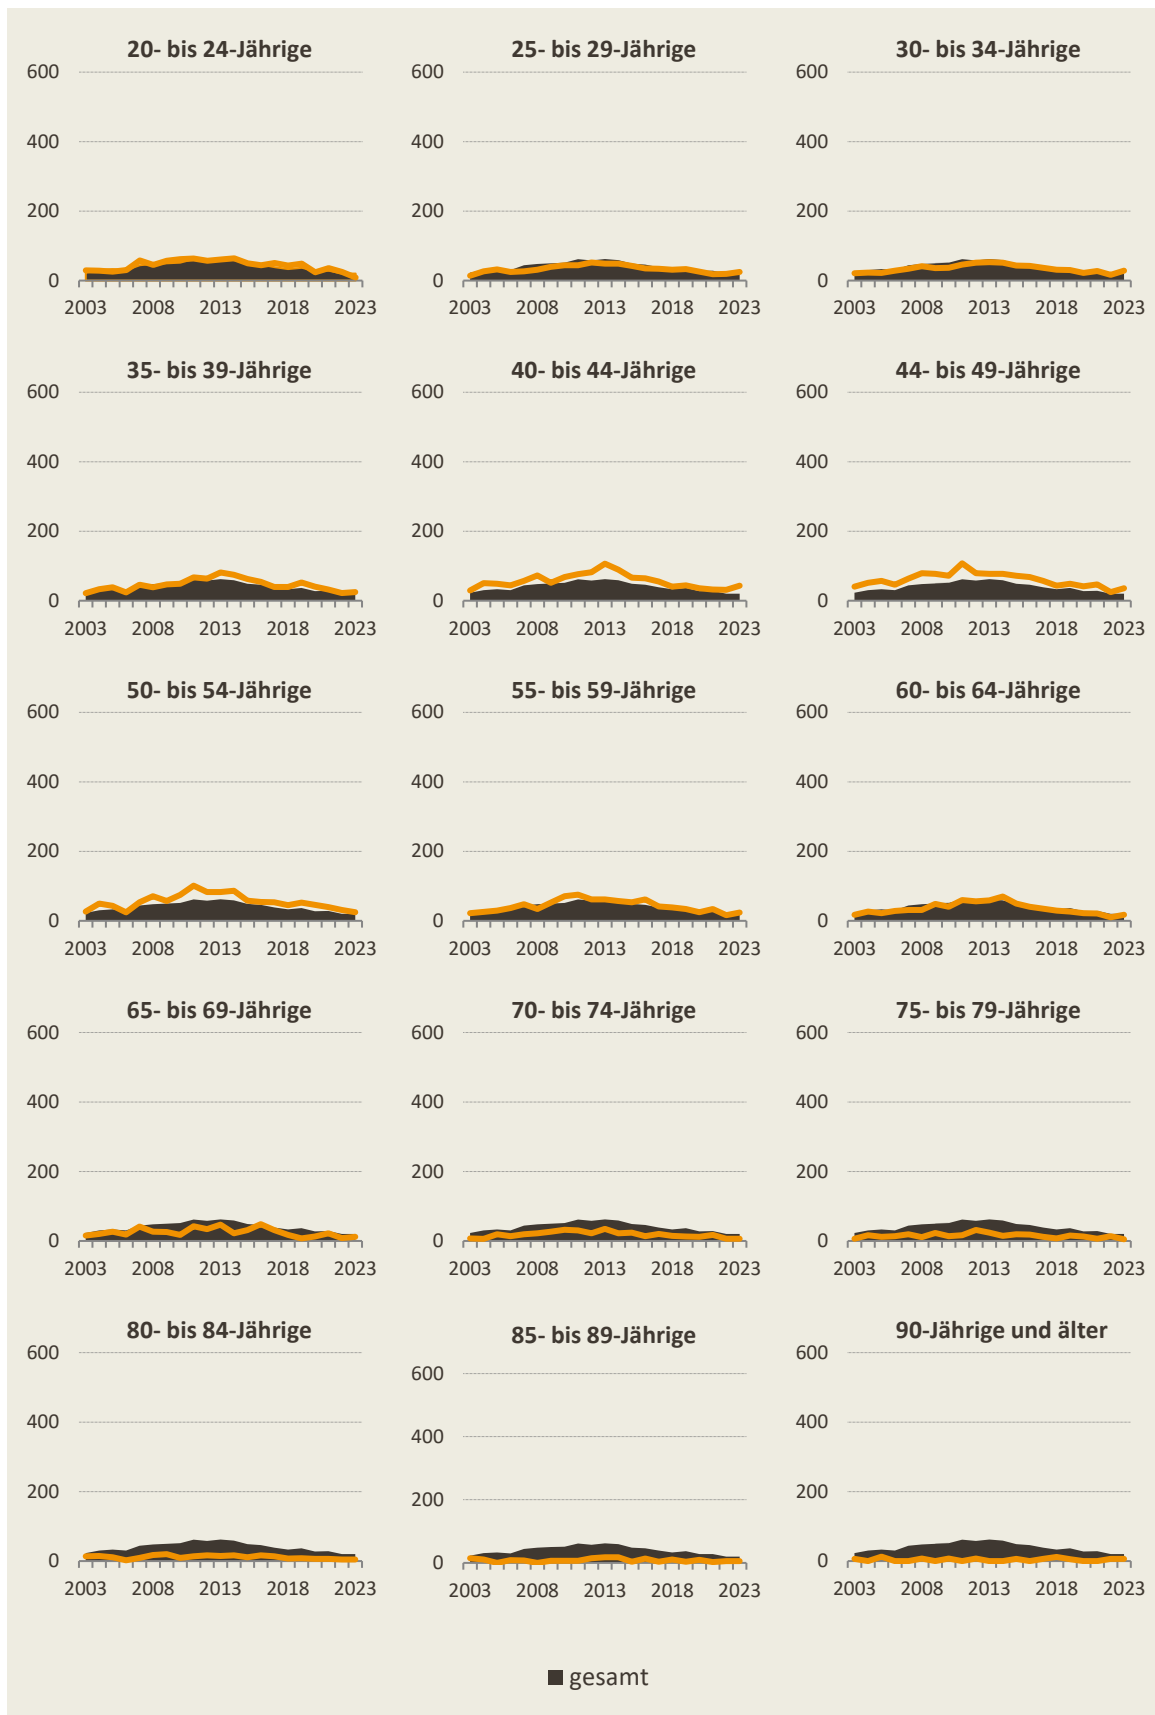 20- bis 24-Jährige
600
400
200
0
2003 2008 2013 2018 2023
25- bis 29-Jährige
600
400
200
0
2003 2008 2013 2018 2023
30- bis 34-Jährige
600
400
200
0
2003 2008 2013 2018 2023
35- bis 39-Jährige
600
400
200
0
2003 2008 2013 2018 2023
40- bis 44-Jährige
600
400
200
0
2003 2008 2013 2018 2023
44- bis 49-Jährige
600
400
200
0
2003 2008 2013 2018 2023
50- bis 54-Jährige
600
400
200
0
2003 2008 2013 2018 2023
55- bis 59-Jährige
600
400
200
0
2003 2008 2013 2018 2023
60- bis 64-Jährige
600
400
200
0
2003 2008 2013 2018 2023
65- bis 69-Jährige
600
400
200
0
2003 2008 2013 2018 2023
70- bis 74-Jährige
600
400
200
0
2003 2008 2013 2018 2023
75- bis 79-Jährige
600
400
200
0
2003 2008 2013 2018 2023
80- bis 84-Jährige
600
400
200
0
2003 2008 2013 2018 2023
85- bis 89-Jährige
600
400
200
0
2003 2008 2013 2018 2023
90-Jährige und älter
600
400
200
0
2003 2008 2013 2018 2023
gesamt